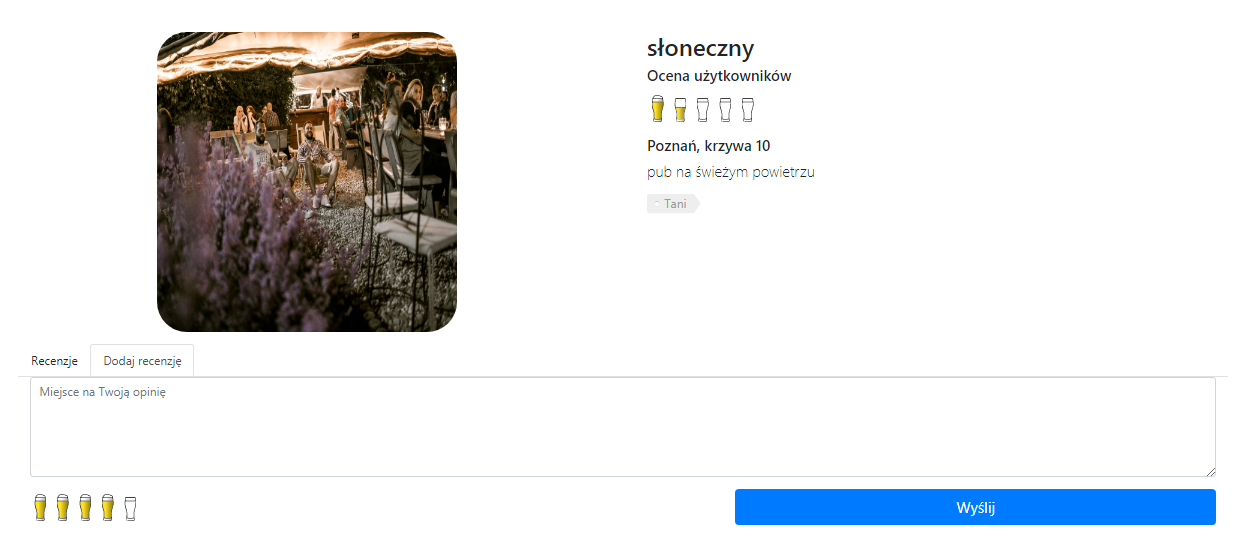 słoneczny
Ocena użytkowników
Poznań, krzywa 10
pub na świeżym powietrzu
Tani
Recenzje
Dodaj recenzję
Miejsce na Twoją opinię
Wyślij